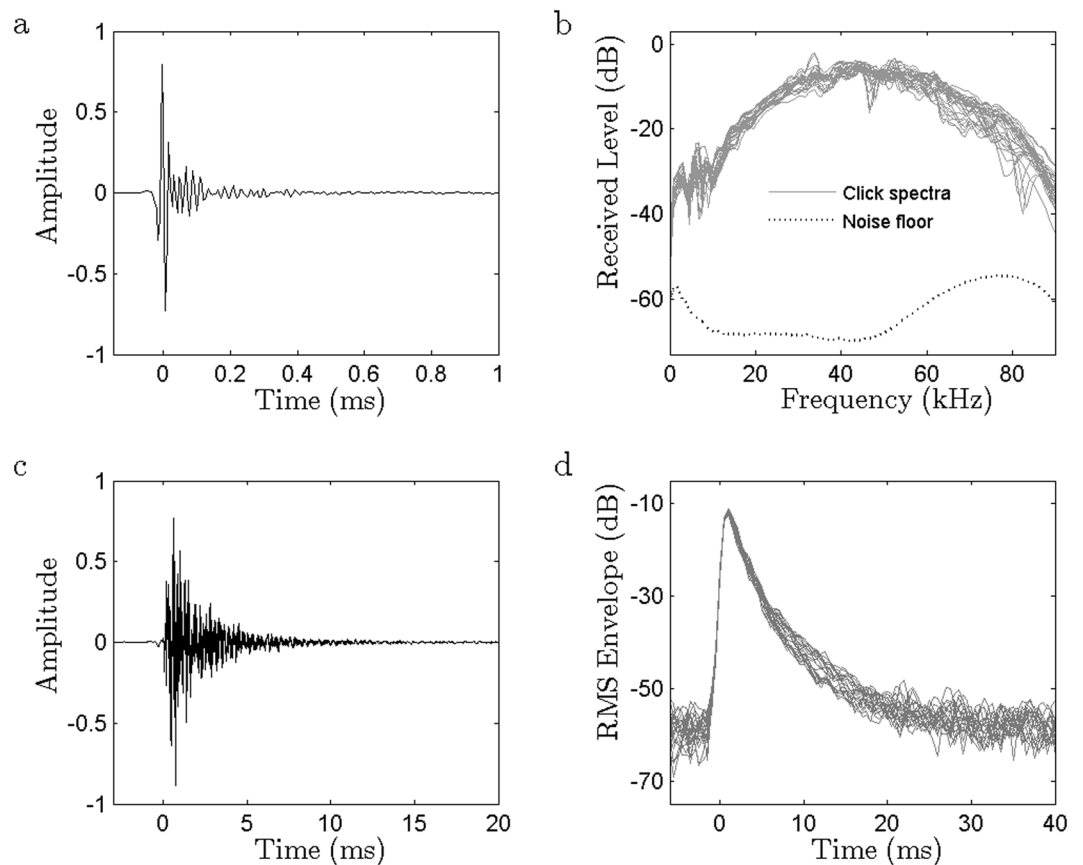 a
1
0.5
0
-0.5
-1
Amplitude
0 0.2 0.4 0.6 0.8 1
Time (ms)
b
0
-20
-40
-60
Received Level (dB)
Click spectra
Noise floor
0 20 40 60 80
Frequency (kHz)
c
1
0.5
0
-0.5
-1
Amplitude
0 5 10 15 20
Time (ms)
d
-10
-30
-50
-70
RMS Envelope (dB)
0 10 20 30 40
Time (ms)